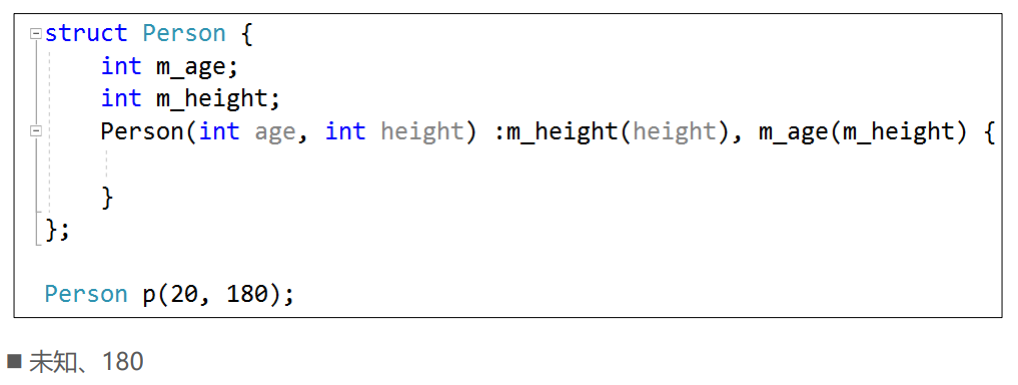 struct Person {
    int m_age;
    int m_height;
    Person(int age, int height) :m_height(height), m_age(m_height) {
    }
};
Person p(20, 180);
■ 未知、180